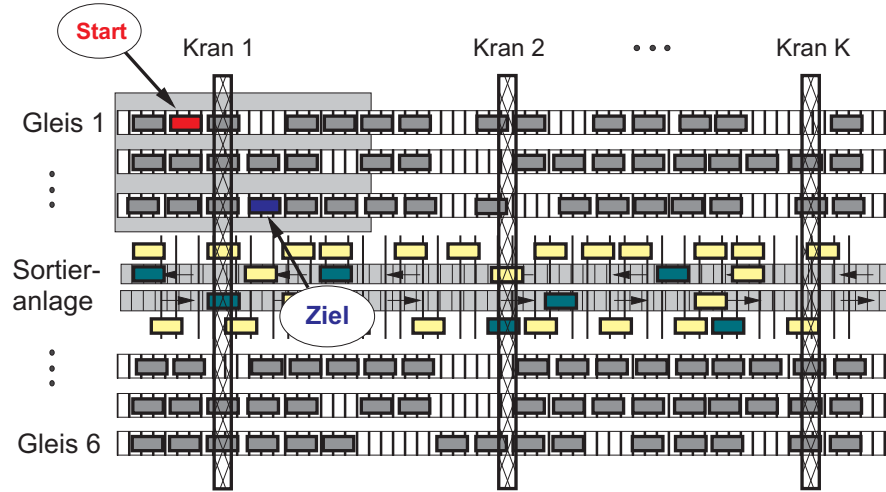 Start
Kran 1
Kran 2
Kran K
Gleis 1
Sortier-
anlage
Ziel
Gleis 6